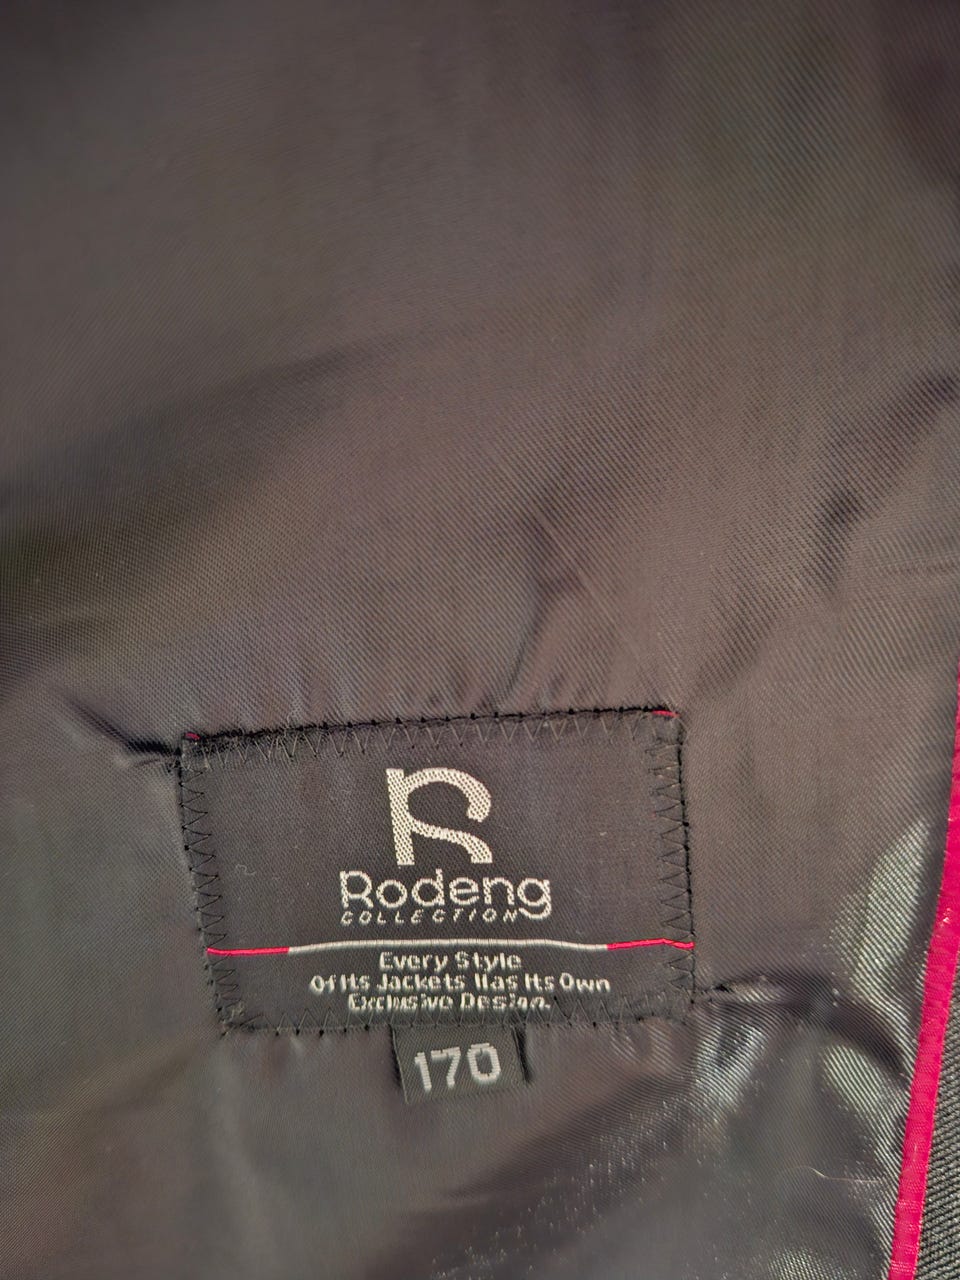 R
Rodeng
COLLECTION
Every Style
Of Its Jackets Has Its Own
Exclusive Design.
170